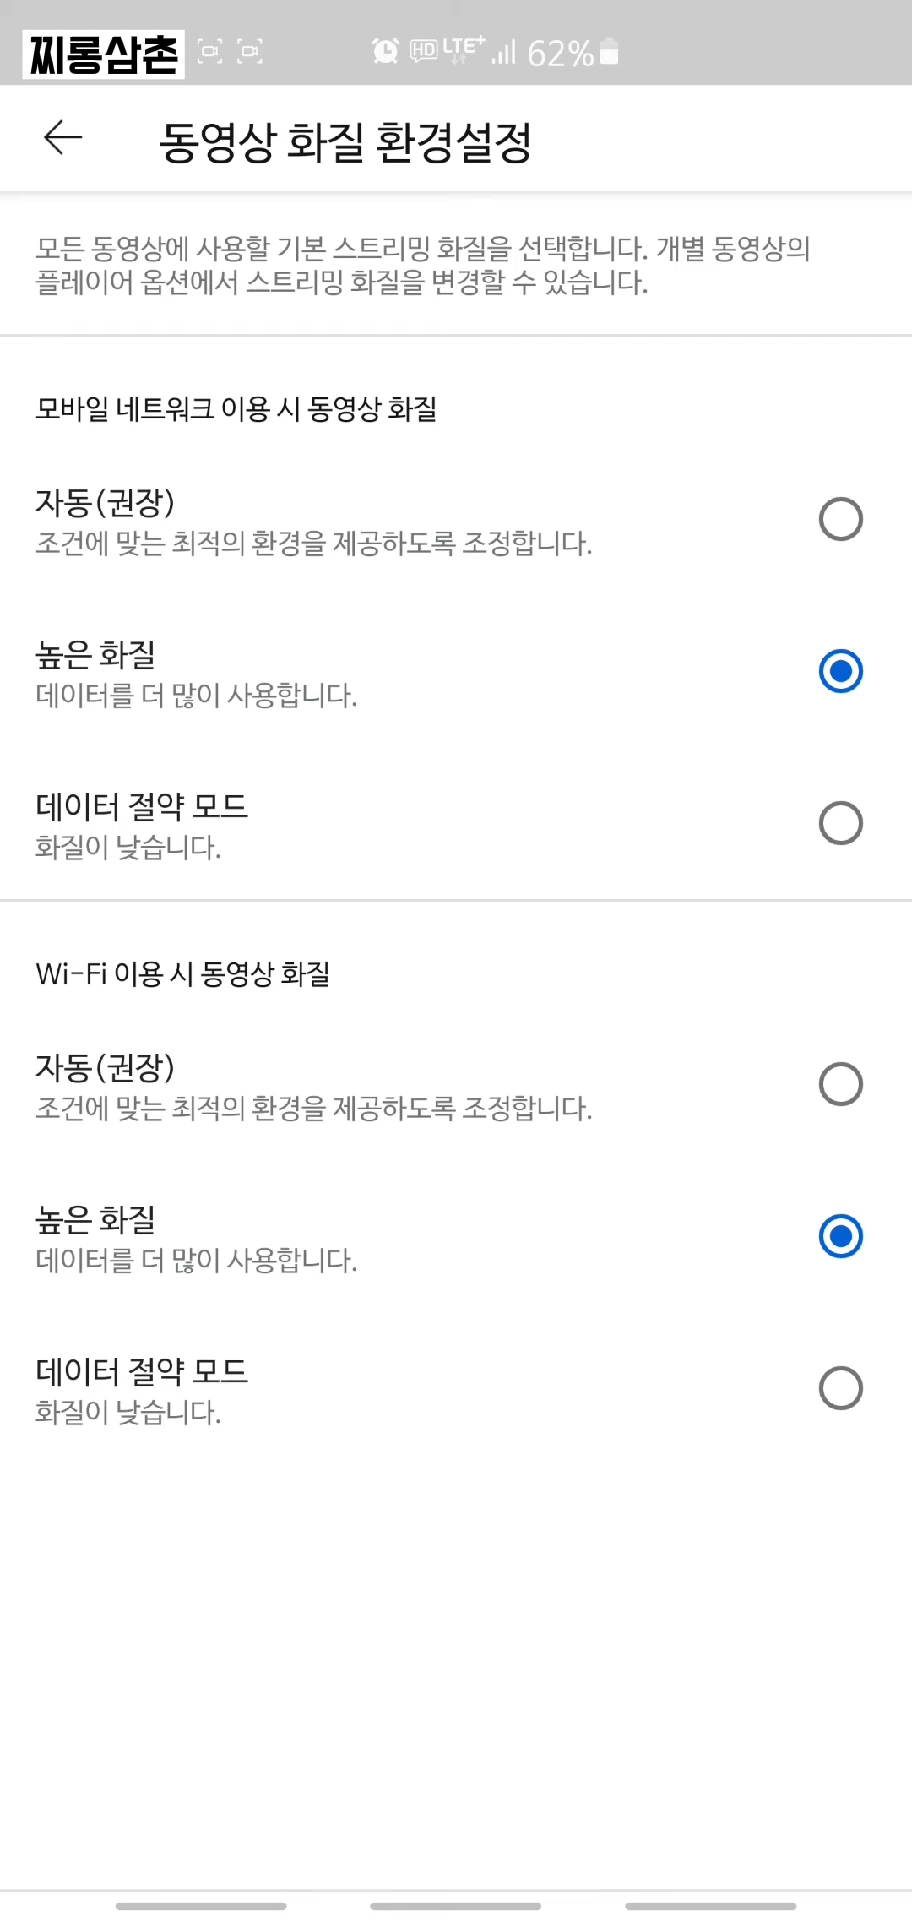 찌롱삼촌 HD LTE+ 62%
동영상 화질 환경설정
모든 동영상에 사용할 기본 스트리밍 화질을 선택합니다. 개별 동영상의
플레이어 옵션에서 스트리밍 화질을 변경할 수 있습니다.
모바일 네트워크 이용 시 동영상 화질
자동(권장)
조건에 맞는 최적의 환경을 제공하도록 조정합니다.
높은 화질
데이터를 더 많이 사용합니다.
데이터 절약 모드
화질이 낮습니다.
Wi-Fi 이용 시 동영상 화질
자동(권장)
조건에 맞는 최적의 환경을 제공하도록 조정합니다.
높은 화질
데이터를 더 많이 사용합니다.
데이터 절약 모드
화질이 낮습니다.